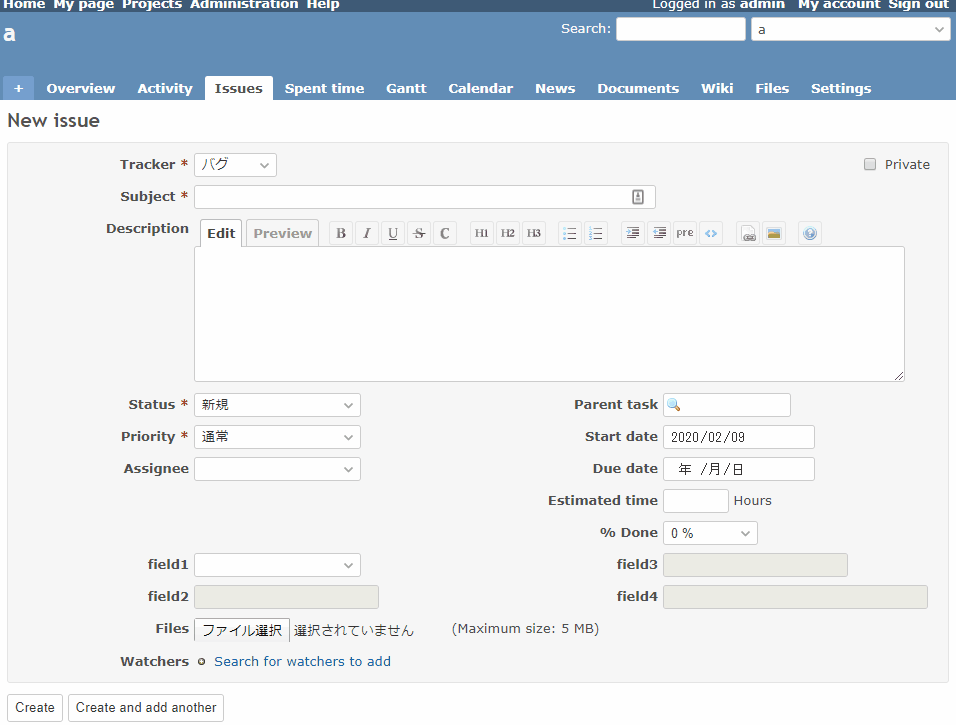 Home My page Projects Administration Help Logged in as admin My account Sign out
a Search: a
+ Overview Activity Issues Spent time Gantt Calendar News Documents Wiki Files Settings
New issue
Tracker * バグ Private
Subject *
Description Edit Preview B I U S C H1 H2 H3 pre <>
Status * 新規 Parent task
Priority * 通常 Start date 2020/02/09
Assignee Due date 年 /月/日
Estimated time Hours
% Done 0 %
field1 field3
field2 field4
Files ファイル選択 選択されていません (Maximum size: 5 MB)
Watchers Search for watchers to add
Create Create and add another